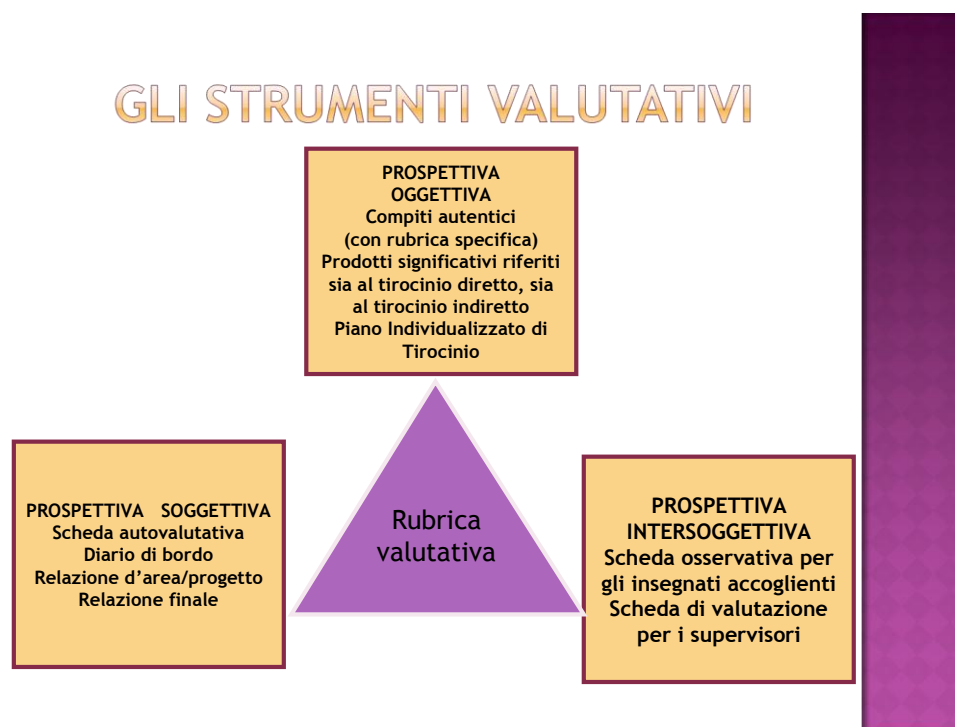 GLI STRUMENTI VALUTATIVI
PROSPETTIVA
OGGETTIVA
Compiti autentici
(con rubrica specifica)
Prodotti significativi riferiti
sia al tirocinio diretto, sia
al tirocinio indiretto
Piano Individualizzato di
Tirocinio
PROSPETTIVA SOGGETTIVA
Scheda autovalutativa
Diario di bordo
Relazione d'area/progetto
Relazione finale
Rubrica
valutativa
PROSPETTIVA
INTERSOGGETTIVA
Scheda osservativa per
gli insegnati accoglienti
Scheda di valutazione
per i supervisori